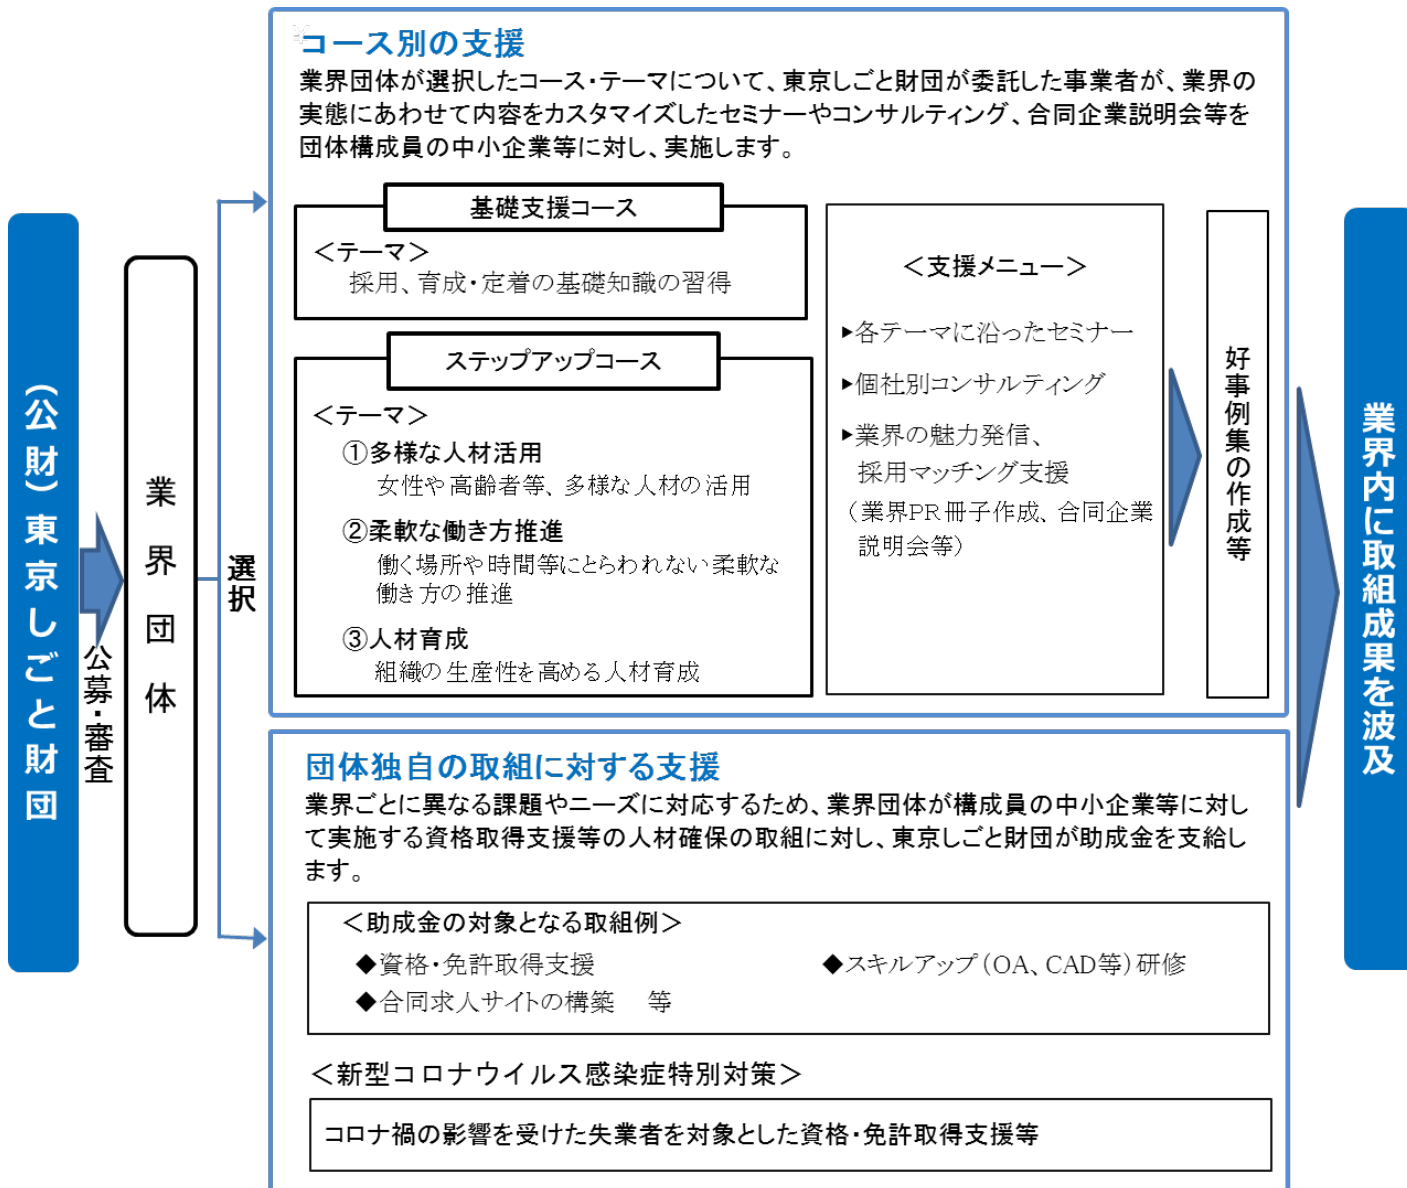 (公財)東京しごと財団
公募・審査
業界団体
選択
コース別の支援
業界団体が選択したコース・テーマについて、東京しごと財団が委託した事業者が、業界の
実態にあわせて内容をカスタマイズしたセミナーやコンサルティング、合同企業説明会等を
団体構成員の中小企業等に対し、実施します。
基礎支援コース
＜テーマ＞
採用、育成・定着の基礎知識の習得
ステップアップコース
＜テーマ＞
①多様な人材活用
女性や高齢者等、多様な人材の活用
②柔軟な働き方推進
働く場所や時間等にとらわれない柔軟な
働き方の推進
③人材育成
組織の生産性を高める人材育成
＜支援メニュー＞
▶各テーマに沿ったセミナー
▶個社別コンサルティング
▶業界の魅力発信、
採用マッチング支援
（業界PR冊子作成、合同企業
説明会等）
好事例集の作成等
団体独自の取組に対する支援
業界ごとに異なる課題やニーズに対応するため、業界団体が構成員の中小企業等に対し
て実施する資格取得支援等の人材確保の取組に対し、東京しごと財団が助成金を支給し
ます。
＜助成金の対象となる取組例＞
◆資格・免許取得支援 ◆スキルアップ（OA、CAD等）研修
◆合同求人サイトの構築 等
＜新型コロナウイルス感染症特別対策＞
コロナ禍の影響を受けた失業者を対象とした資格・免許取得支援等
業界内に取組成果を波及